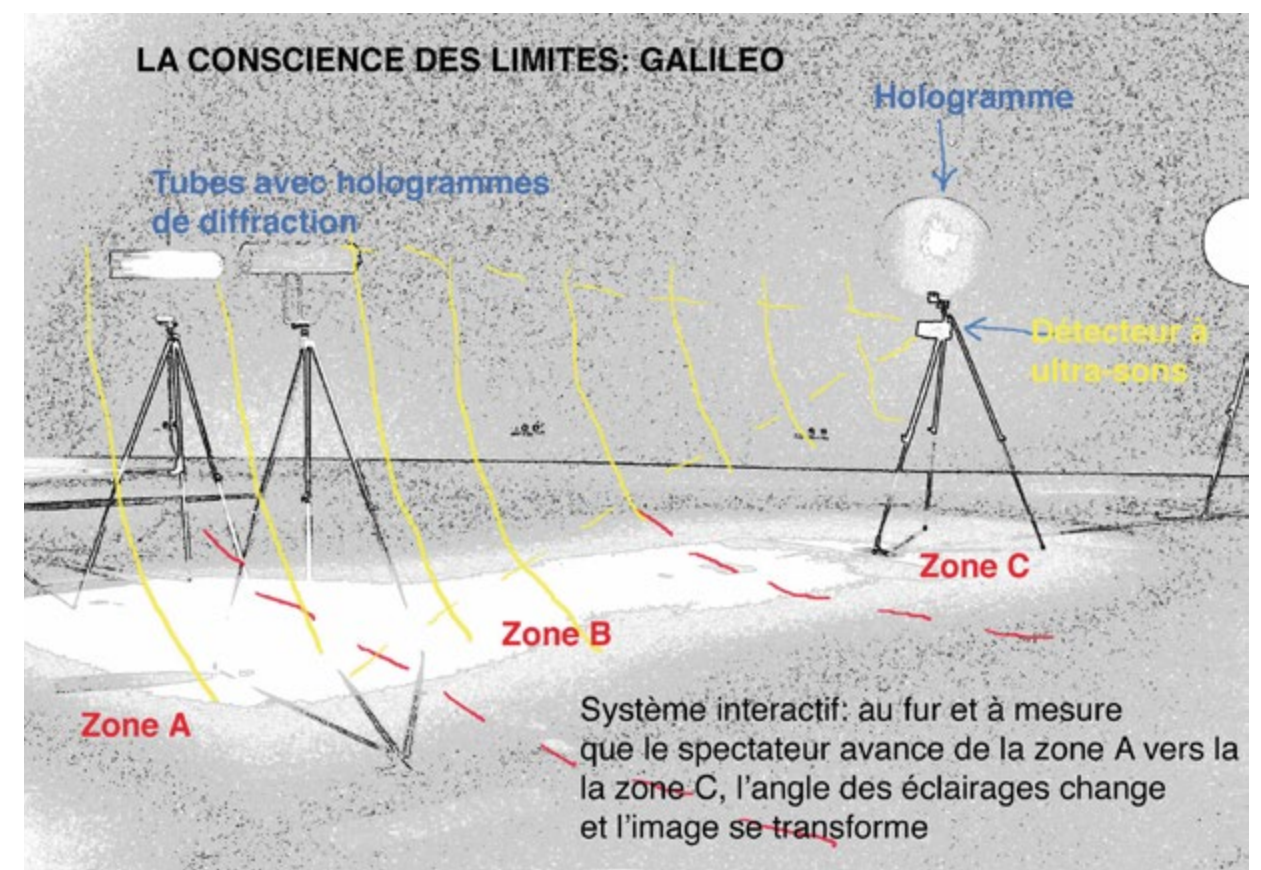 LA CONSCIENCE DES LIMITES: GALILEO
Hologramme
Tubes avec hologrammes
de diffraction
Détecteur à
ultra-sons
Zone C
Zone B
Zone A
Système interactif: au fur et à mesure
que le spectateur avance de la zone A vers la
la zone C, l'angle des éclairages change
et l'image se transforme